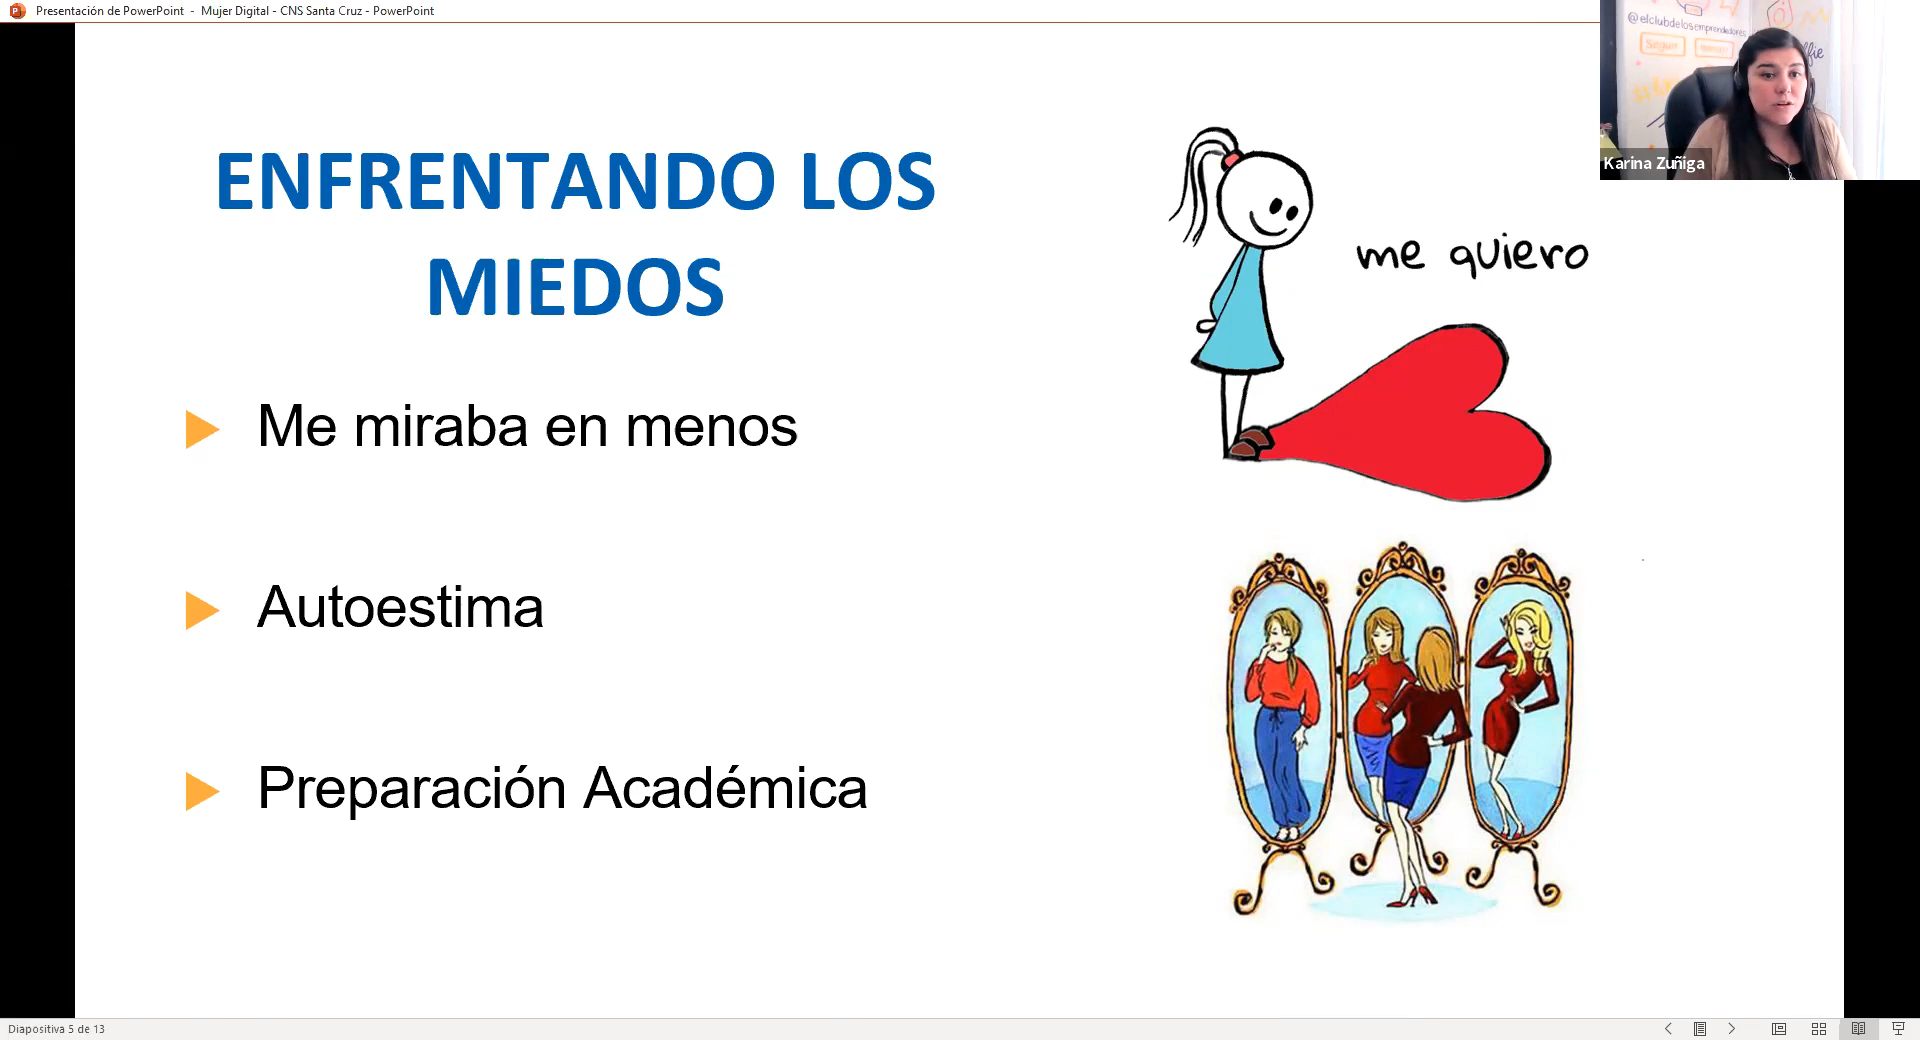 Presentación de PowerPoint - Mujer Digital - CNS Santa Cruz - PowerPoint
@elclubdelosemprendedores
Seguir
Karina Zuñiga
ENFRENTANDO LOS
MIEDOS
me quiero
Me miraba en menos
Autoestima
Preparación Académica
Diapositiva 5 de 13